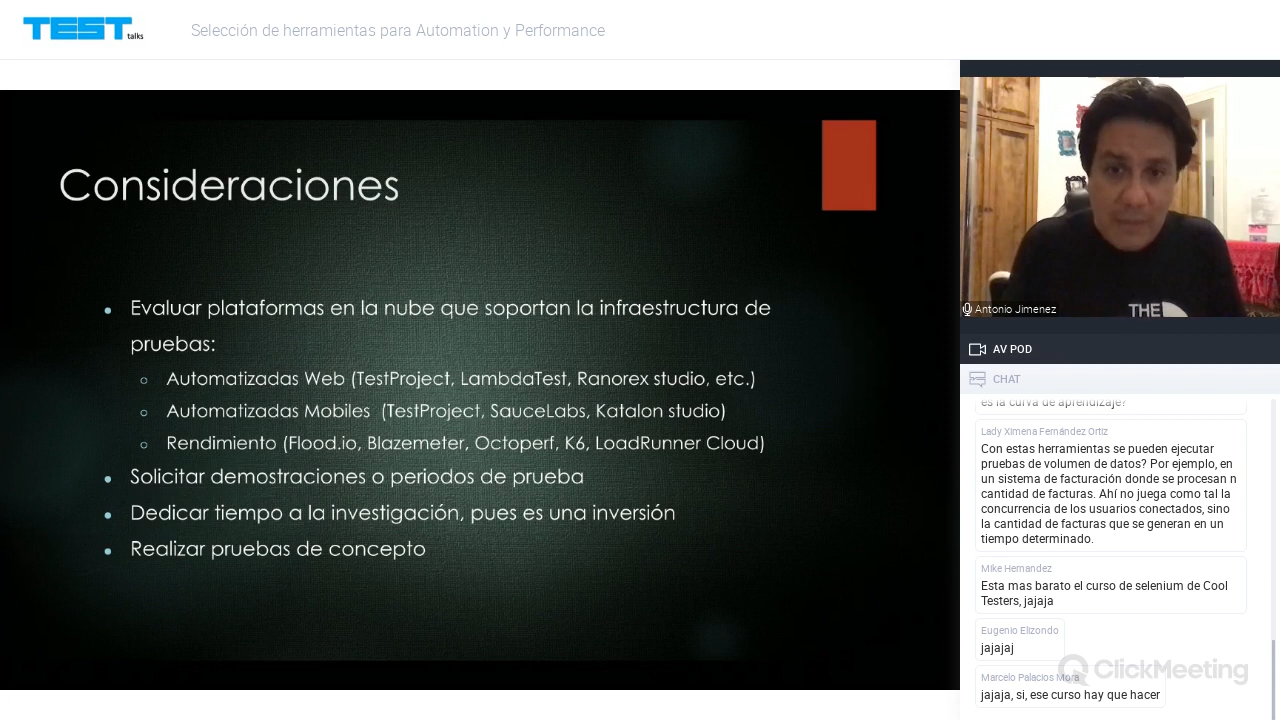 TEST talks
Selección de herramientas para Automation y Performance
Consideraciones
Evaluar plataformas en la nube que soportan la infraestructura de
pruebas:
Automatizadas Web (TestProject, LambdaTest, Ranorex studio, etc.)
Automatizadas Mobiles (TestProject, SauceLabs, Katalon studio)
Rendimiento (Flood.io, Blazemeter, Octoperf, K6, LoadRunner Cloud)
Solicitar demostraciones o periodos de prueba
Dedicar tiempo a la investigación, pues es una inversión
Realizar pruebas de concepto
THE
Antonio Jimenez
AV POD
CHAT
es la curva de aprendizaje?
Lady Ximena Fernández Ortiz
Con estas herramientas se pueden ejecutar
pruebas de volumen de datos? Por ejemplo, en
un sistema de facturación donde se procesan n
cantidad de facturas. Ahí no juega como tal la
concurrencia de los usuarios conectados, sino
la cantidad de facturas que se generan en un
tiempo determinado.
Mike Hernandez
Esta mas barato el curso de selenium de Cool
Testers, jajaja
Eugenio Elizondo
jajajaj
Marcelo Palacios Mora
jajaja, si, ese curso hay que hacer
ClickMeeting